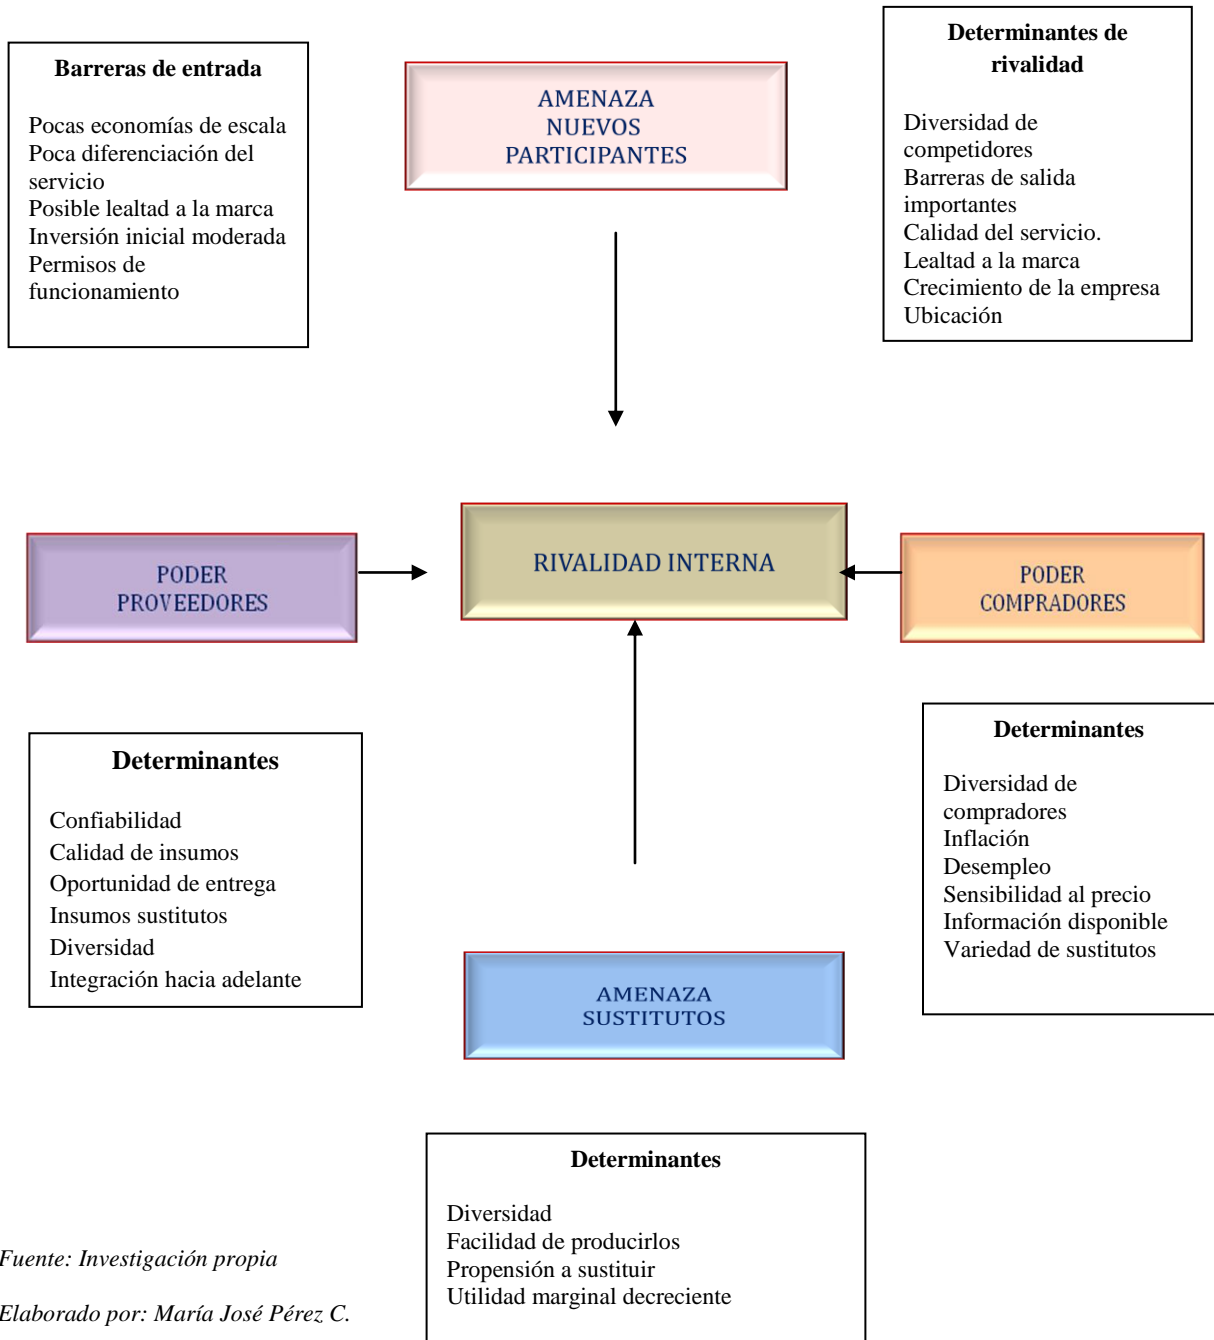 Barreras de entrada
Pocas economías de escala
Poca diferenciación del
servicio
Posible lealtad a la marca
Inversión inicial moderada
Permisos de
funcionamiento
AMENAZA
NUEVOS
PARTICIPANTES
Determinantes de
rivalidad
Diversidad de
competidores
Barreras de salida
importantes
Calidad del servicio.
Lealtad a la marca
Crecimiento de la empresa
Ubicación
PODER
PROVEEDORES
RIVALIDAD INTERNA
PODER
COMPRADORES
Determinantes
Confiabilidad
Calidad de insumos
Oportunidad de entrega
Insumos sustitutos
Diversidad
Integración hacia adelante
Determinantes
Diversidad de
compradores
Inflación
Desempleo
Sensibilidad al precio
Información disponible
Variedad de sustitutos
AMENAZA
SUSTITUTOS
Determinantes
Diversidad
Facilidad de producirlos
Propensión a sustituir
Utilidad marginal decreciente
Fuente: Investigación propia
Elaborado por: María José Pérez C.